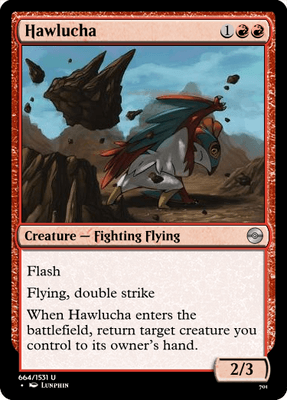 Hawlucha 1
Creature — Fighting Flying
Flash
Flying, double strike
When Hawlucha enters the
battlefield, return target creature you
control to its owner's hand.
2/3
664/1531 U
• Lunphin
701